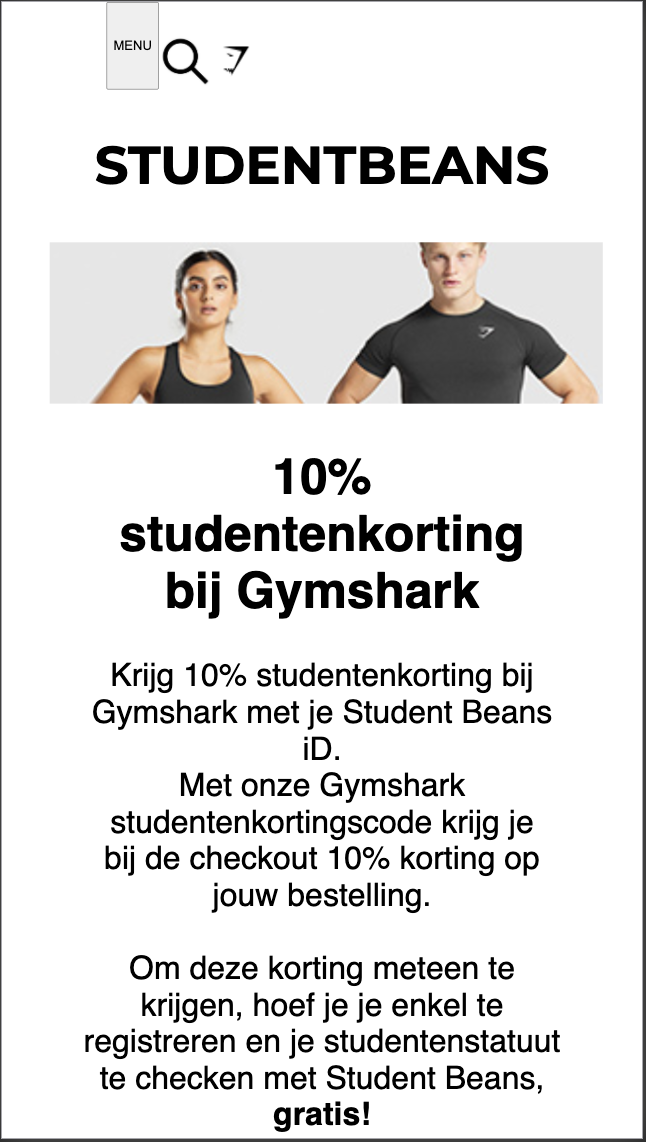 MENU
STUDENTBEANS
10%
studentenkorting
bij Gymshark
Krijg 10% studentenkorting bij
Gymshark met je Student Beans
iD.
Met onze Gymshark
studentenkortingscode krijg je
bij de checkout 10% korting op
jouw bestelling.
Om deze korting meteen te
krijgen, hoef je je enkel te
registreren en je studentenstatuut
te checken met Student Beans,
gratis!